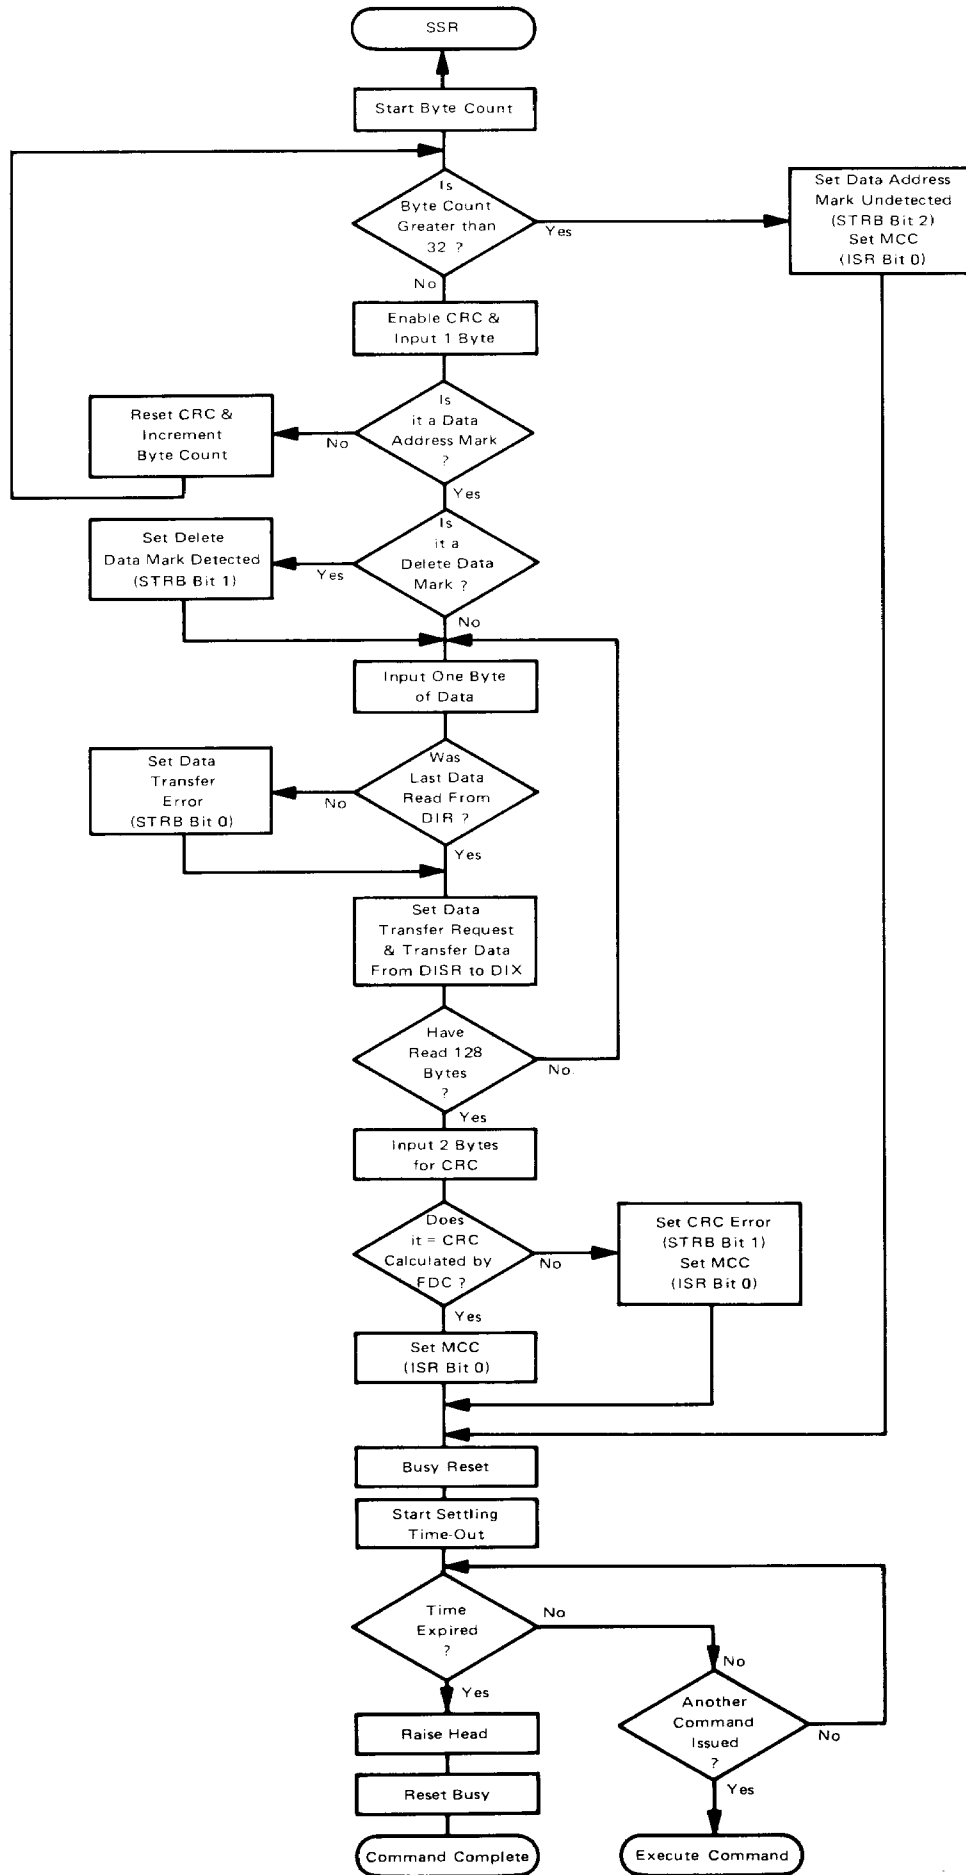 SSR
Start Byte Count
Is
Byte Count
Greater than
32 ?
Yes
No
Set Data Address
Mark Undetected
(STRB Bit 2)
Set MCC
(ISR Bit 0)
Enable CRC &
Input 1 Byte
Is
it a Data
Address Mark
?
No
Yes
Reset CRC &
Increment
Byte Count
Is
it a
Delete Data
Mark ?
Yes
No
Set Delete
Data Mark Detected
(STRB Bit 1)
Input One Byte
of Data
Was
Last Data
Read From
DIR ?
No
Yes
Set Data
Transfer
Error
(STRB Bit 0)
Set Data
Transfer Request
& Transfer Data
From DISR to DIX
Have
Read 128
Bytes
?
No
Yes
Input 2 Bytes
for CRC
Does
it = CRC
Calculated by
FDC ?
No
Yes
Set CRC Error
(STRB Bit 1)
Set MCC
(ISR Bit 0)
Set MCC
(ISR Bit 0)
Busy Reset
Start Settling
Time-Out
Time
Expired
?
No
Yes
No
Another
Command
Issued
?
No
Yes
Raise Head
Reset Busy
Command Complete
Execute Command